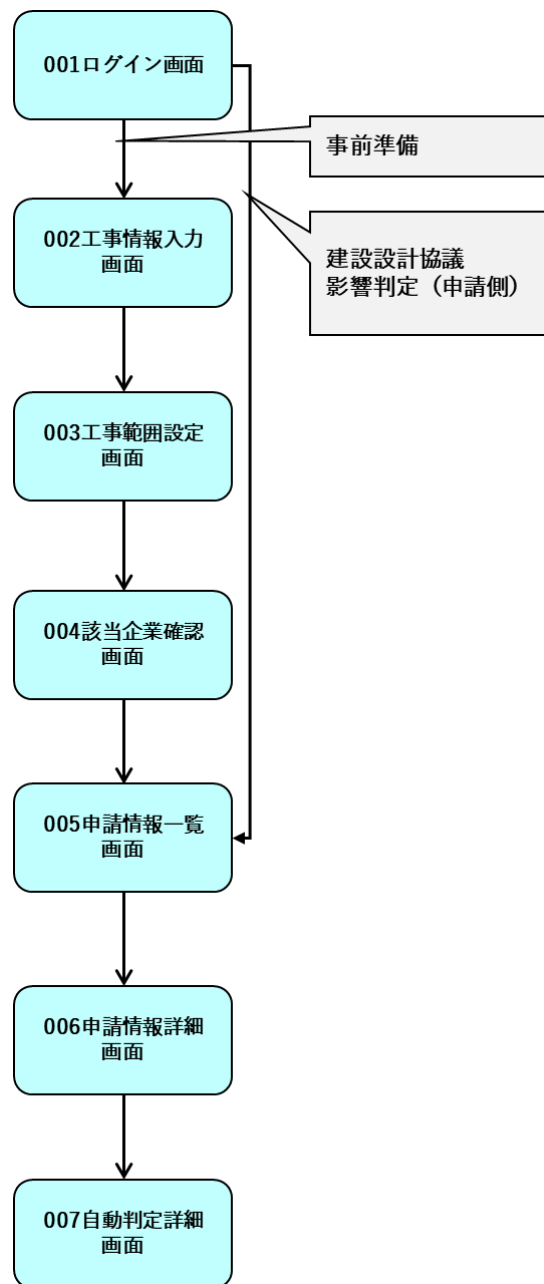 001ログイン画面
事前準備
002工事情報入力
画面
建設設計協議
影響判定（申請側）
003工事範囲設定
画面
004該当企業確認
画面
005申請情報一覧
画面
006申請情報詳細
画面
007自動判定詳細
画面